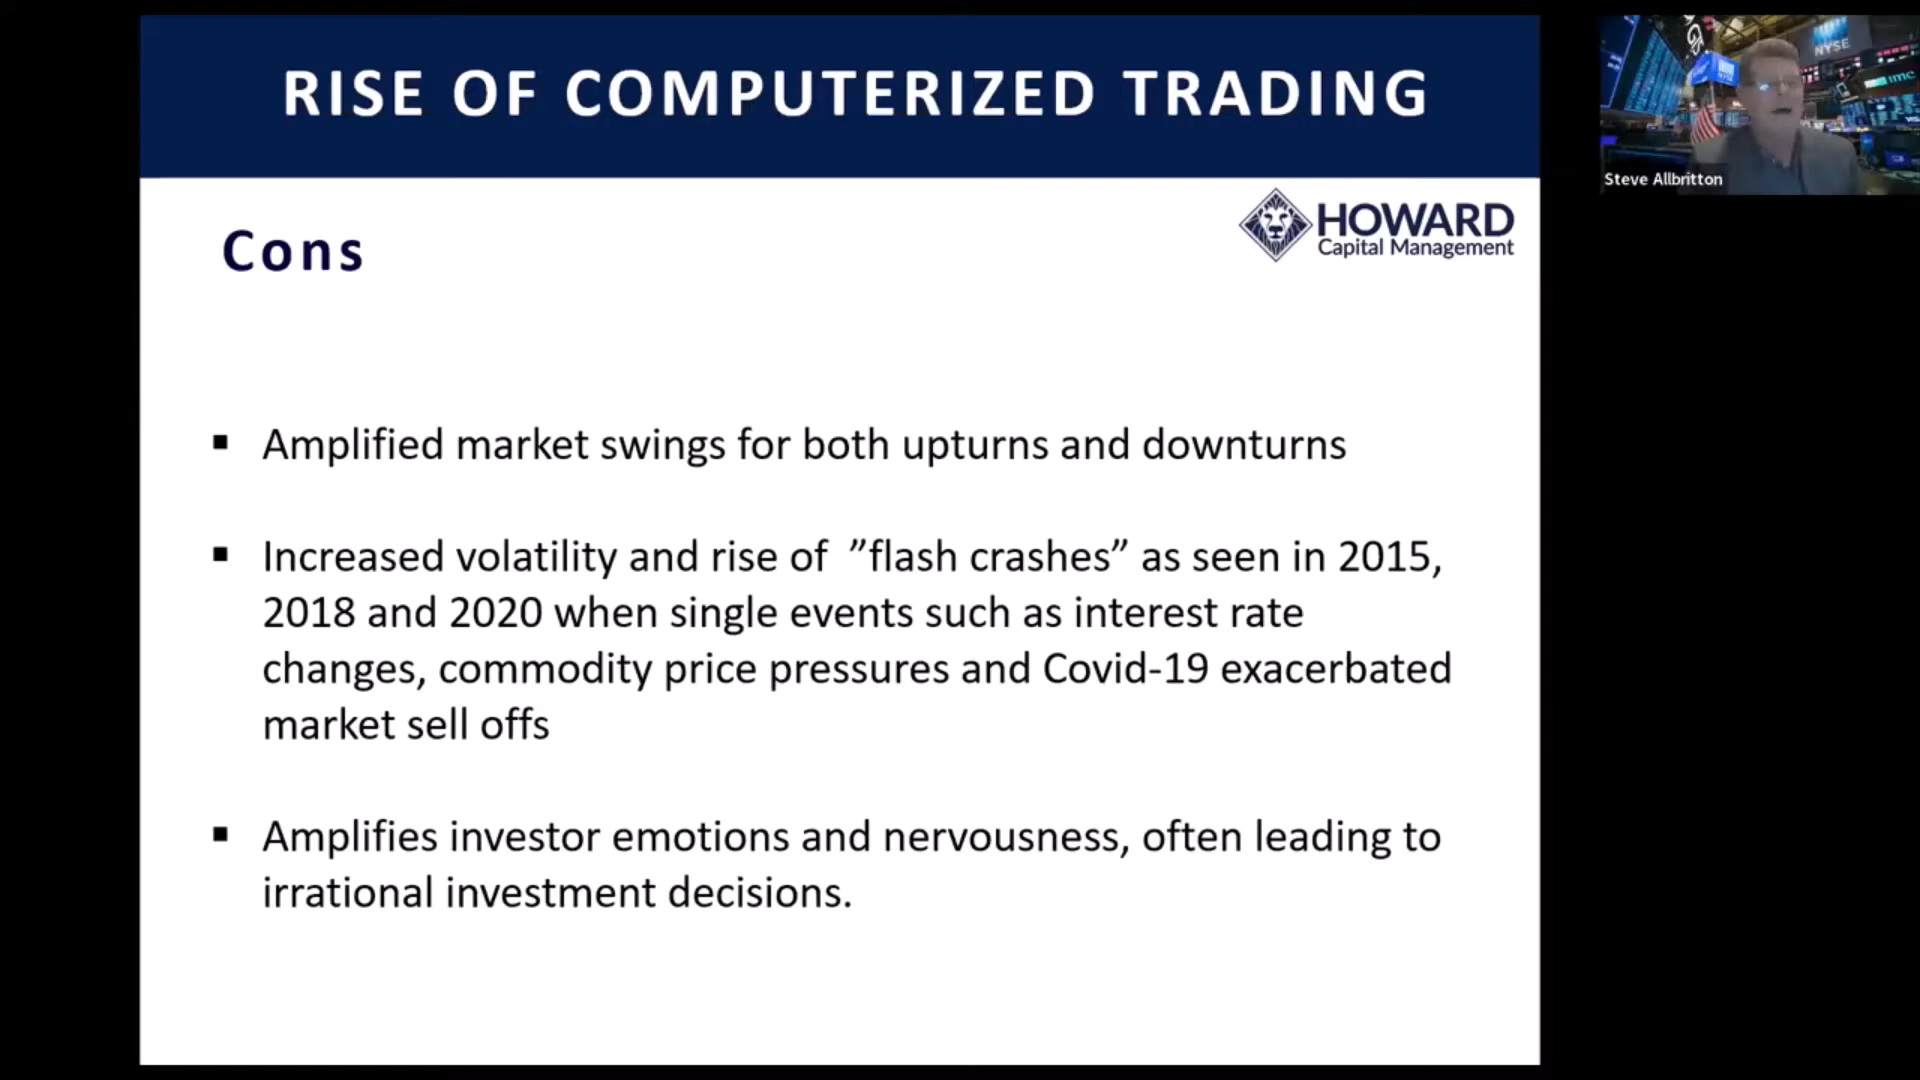 RISE OF COMPUTERIZED TRADING
NYSE
imc
Steve Allbritton
HOWARD
Capital Management
Cons
▪ Amplified market swings for both upturns and downturns
▪ Increased volatility and rise of ”flash crashes” as seen in 2015,
2018 and 2020 when single events such as interest rate
changes, commodity price pressures and Covid-19 exacerbated
market sell offs
▪ Amplifies investor emotions and nervousness, often leading to
irrational investment decisions.